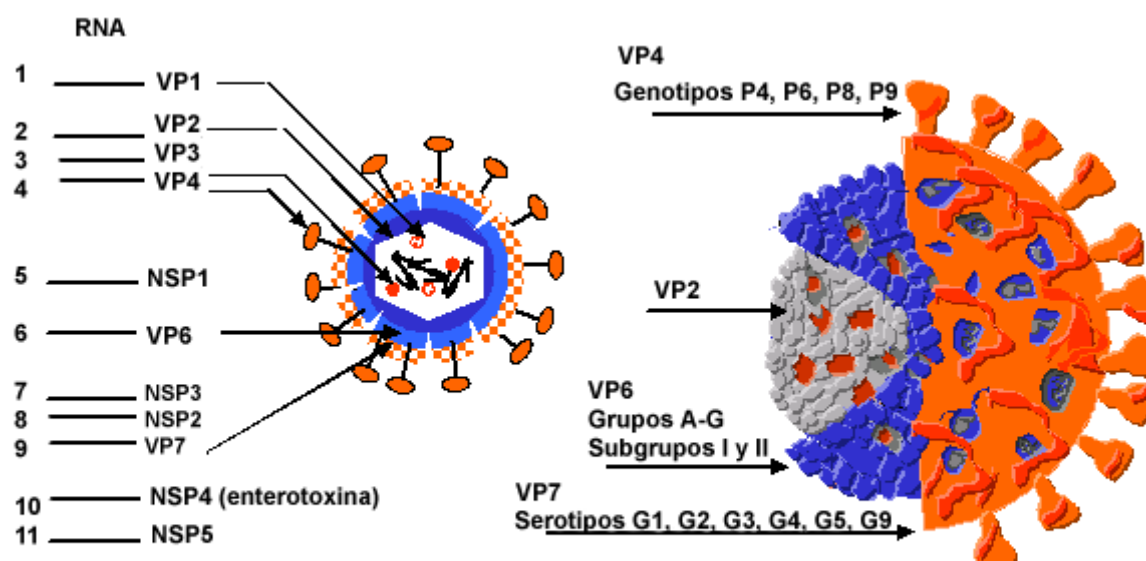 RNA
1 VP1
2 VP2
3 VP3
4 VP4
5 NSP1
6 VP6
7 NSP3
8 NSP2
9 VP7
10 NSP4 (enterotoxina)
11 NSP5
VP4
Genotipos P4, P6, P8, P9
VP2
VP6
Grupos A-G
Subgrupos I y II
VP7
Serotipos G1, G2, G3, G4, G5, G9